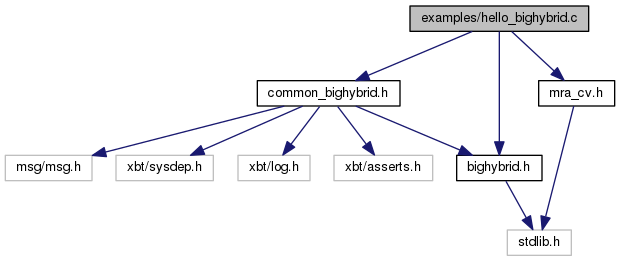 examples/hello_bighybrid.c
common_bighybrid.h
mra_cv.h
msg/msg.h
xbt/sysdep.h
xbt/log.h
xbt/asserts.h
bighybrid.h
stdlib.h